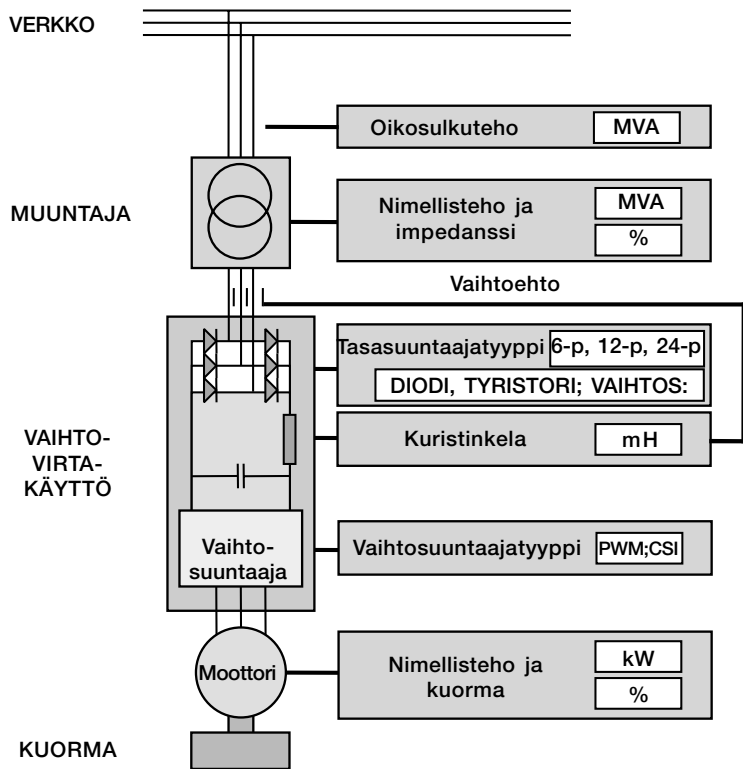 VERKKO
Oikosulkuteho
MVA
MUUNTAJA
Nimellisteho ja
impedanssi
MVA
%
Vaihtoehto
Tasasuuntaajatyyppi
6-p, 12-p, 24-p
DIODI, TYRISTORI; VAIHTOS:
VAIHTO-
VIRTA-
KÄYTTÖ
Kuristinkela
mH
Vaihto-
suuntaaja
Vaihtosuuntaajatyyppi
PWM;CSI
Moottori
Nimellisteho ja
kuorma
kW
%
KUORMA